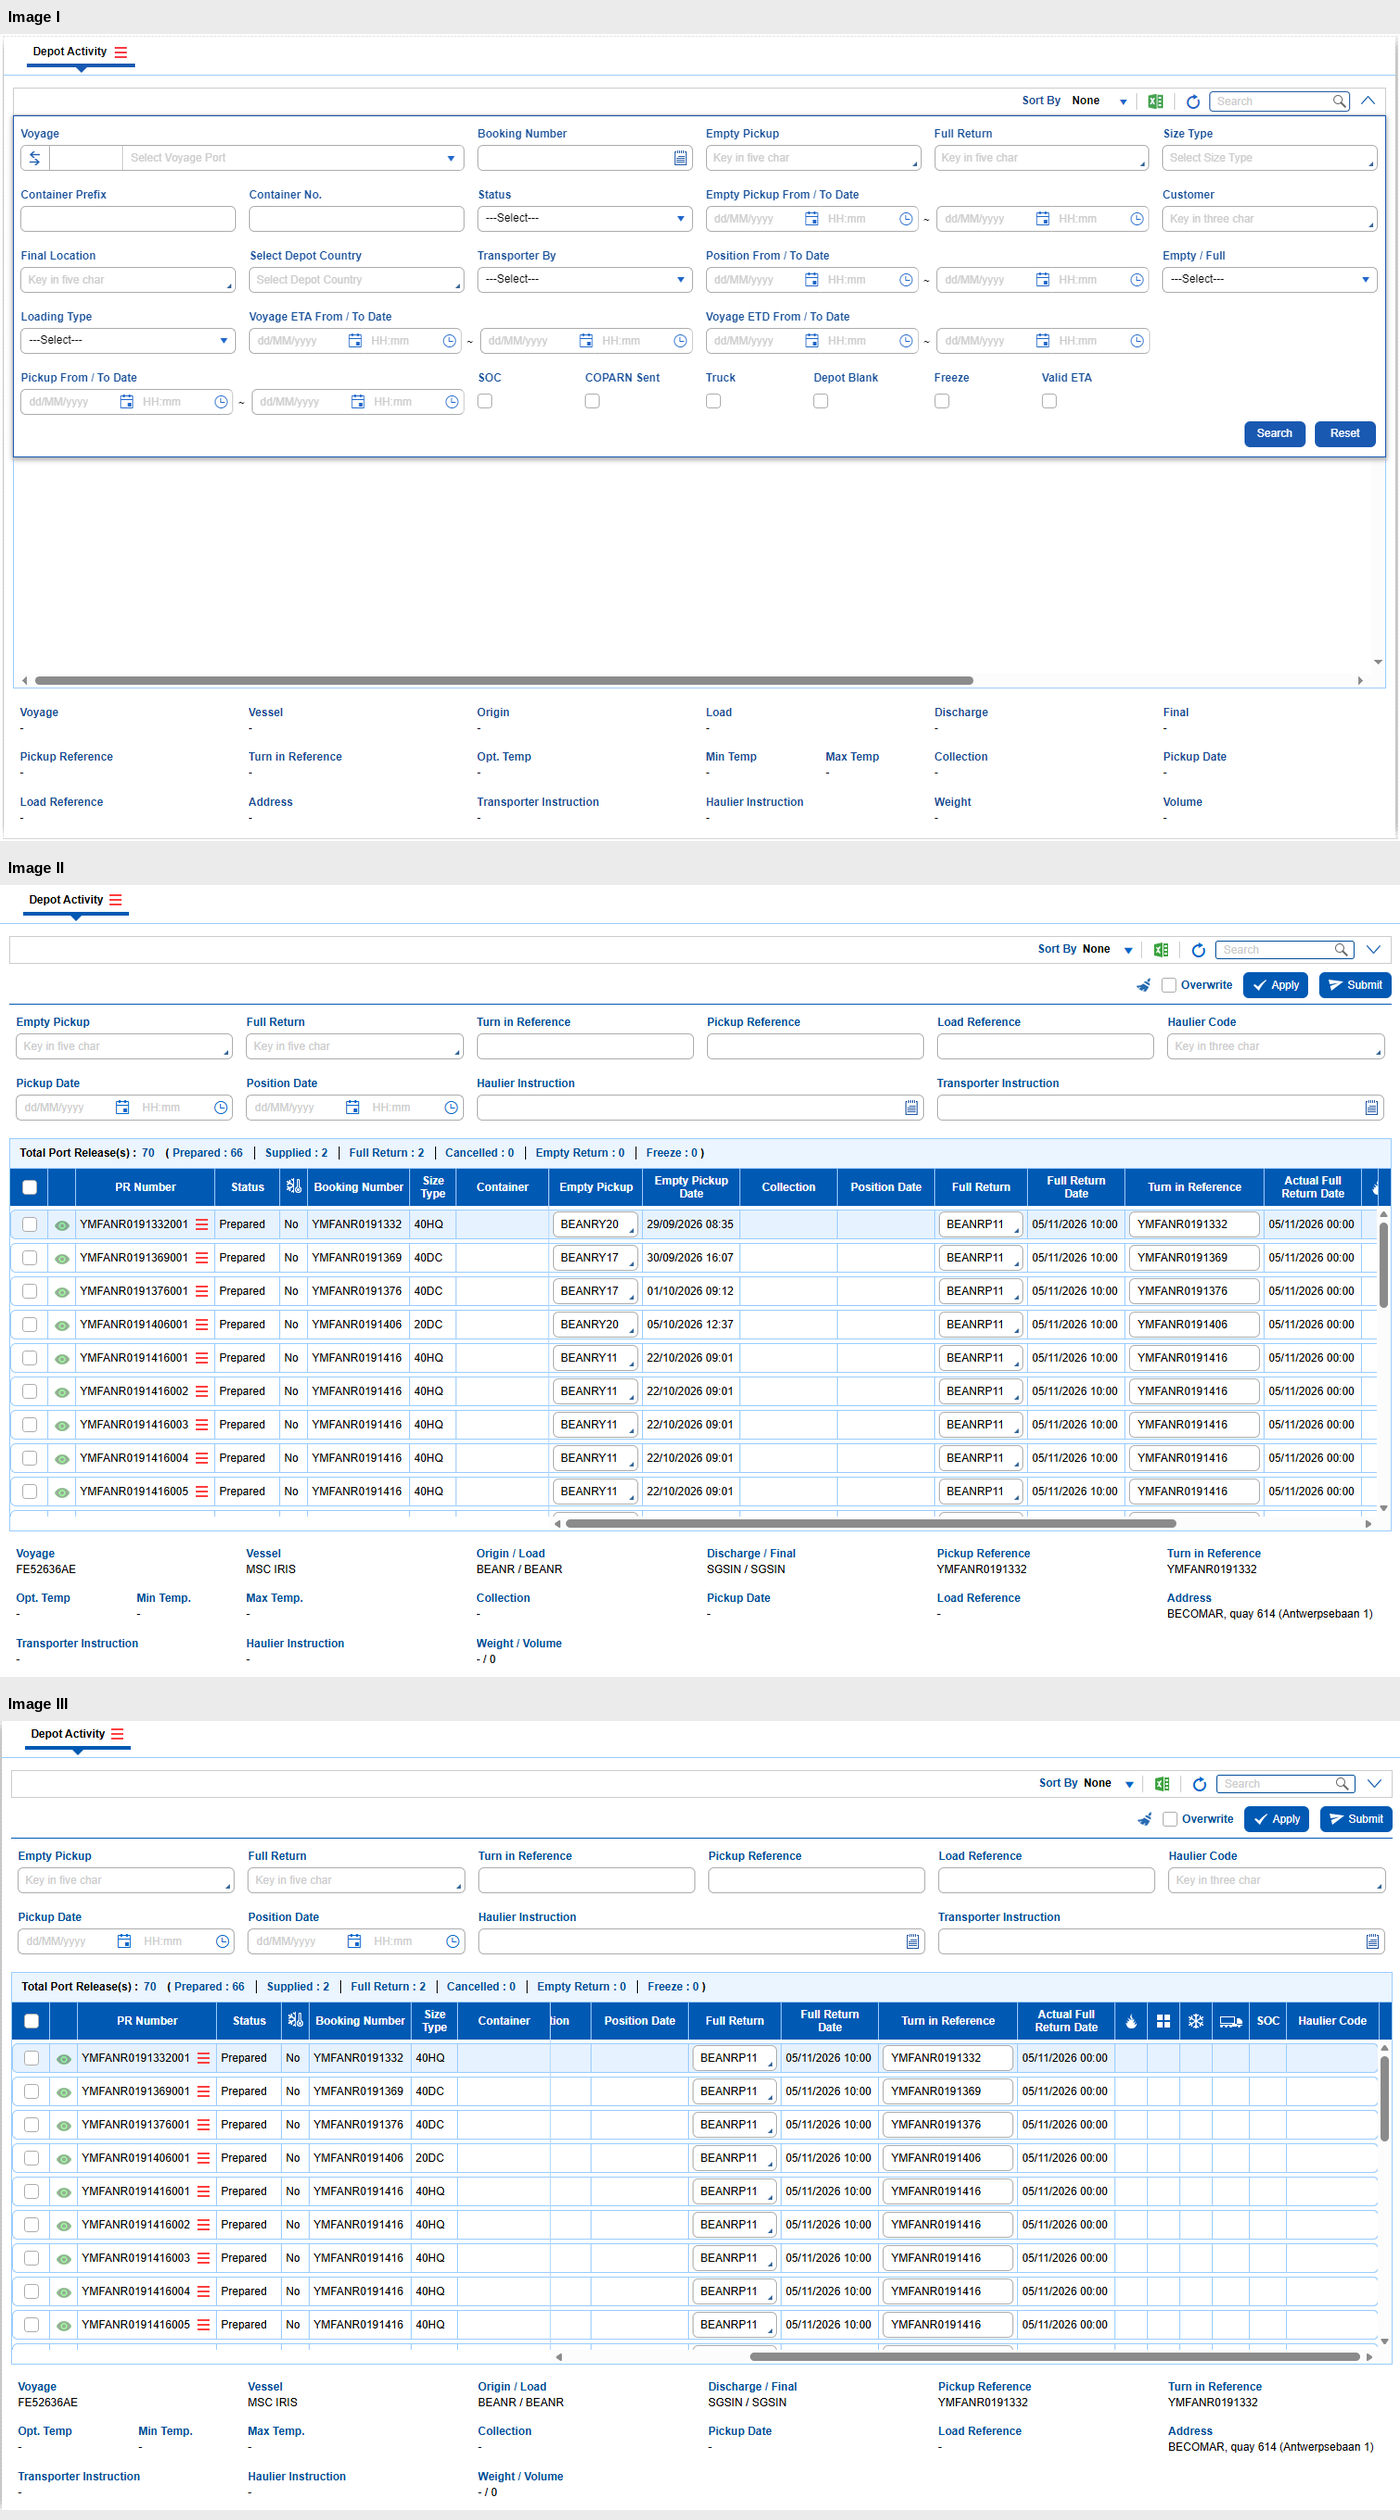 Image I
Depot Activity
Sort By None Search
Voyage Booking Number Empty Pickup Full Return Size Type
Select Voyage Port Key in five char Key in five char Select Size Type
Container Prefix Container No. Status Empty Pickup From / To Date Customer
---Select--- dd/MM/yyyy HH:mm ~ dd/MM/yyyy HH:mm Key in three char
Final Location Select Depot Country Transporter By Position From / To Date Empty / Full
Key in five char Select Depot Country ---Select--- dd/MM/yyyy HH:mm ~ dd/MM/yyyy HH:mm ---Select---
Loading Type Voyage ETA From / To Date Voyage ETD From / To Date
---Select--- dd/MM/yyyy HH:mm ~ dd/MM/yyyy HH:mm dd/MM/yyyy HH:mm ~ dd/MM/yyyy HH:mm
Pickup From / To Date SOC COPARN Sent Truck Depot Blank Freeze Valid ETA
dd/MM/yyyy HH:mm ~ dd/MM/yyyy HH:mm
Search Reset
Voyage Vessel Origin Load Discharge Final
- - - - - -
Pickup Reference Turn in Reference Opt. Temp Min Temp Max Temp Collection Pickup Date
- - - - - - -
Load Reference Address Transporter Instruction Haulier Instruction Weight Volume
- - - - - -
Image II
Depot Activity
Sort By None Search
Overwrite Apply Submit
Empty Pickup Full Return Turn in Reference Pickup Reference Load Reference Haulier Code
Key in five char Key in five char Key in three char
Pickup Date Position Date Haulier Instruction Transporter Instruction
dd/MM/yyyy HH:mm dd/MM/yyyy HH:mm
Total Port Release(s) : 70 ( Prepared : 66 | Supplied : 2 | Full Return : 2 | Cancelled : 0 | Empty Return : 0 | Freeze : 0 )
PR Number Status Booking Number Size Type Container Empty Pickup Empty Pickup Date Collection Position Date Full Return Full Return Date Turn in Reference Actual Full Return Date
YMFANR0191332001 Prepared No YMFANR0191332 40HQ BEANRY20 29/09/2026 08:35 BEANRP11 05/11/2026 10:00 YMFANR0191332 05/11/2026 00:00
YMFANR0191369001 Prepared No YMFANR0191369 40DC BEANRY17 30/09/2026 16:07 BEANRP11 05/11/2026 10:00 YMFANR0191369 05/11/2026 00:00
YMFANR0191376001 Prepared No YMFANR0191376 40DC BEANRY17 01/10/2026 09:12 BEANRP11 05/11/2026 10:00 YMFANR0191376 05/11/2026 00:00
YMFANR0191406001 Prepared No YMFANR0191406 20DC BEANRY20 05/10/2026 12:37 BEANRP11 05/11/2026 10:00 YMFANR0191406 05/11/2026 00:00
YMFANR0191416001 Prepared No YMFANR0191416 40HQ BEANRY11 22/10/2026 09:01 BEANRP11 05/11/2026 10:00 YMFANR0191416 05/11/2026 00:00
YMFANR0191416002 Prepared No YMFANR0191416 40HQ BEANRY11 22/10/2026 09:01 BEANRP11 05/11/2026 10:00 YMFANR0191416 05/11/2026 00:00
YMFANR0191416003 Prepared No YMFANR0191416 40HQ BEANRY11 22/10/2026 09:01 BEANRP11 05/11/2026 10:00 YMFANR0191416 05/11/2026 00:00
YMFANR0191416004 Prepared No YMFANR0191416 40HQ BEANRY11 22/10/2026 09:01 BEANRP11 05/11/2026 10:00 YMFANR0191416 05/11/2026 00:00
YMFANR0191416005 Prepared No YMFANR0191416 40HQ BEANRY11 22/10/2026 09:01 BEANRP11 05/11/2026 10:00 YMFANR0191416 05/11/2026 00:00
Voyage Vessel Origin / Load Discharge / Final Pickup Reference Turn in Reference
FE52636AE MSC IRIS BEANR / BEANR SGSIN / SGSIN YMFANR0191332 YMFANR0191332
Opt. Temp Min Temp. Max Temp. Collection Pickup Date Load Reference Address
- - - - - - BECOMAR, quay 614 (Antwerpsebaan 1)
Transporter Instruction Haulier Instruction Weight / Volume
- - - / 0
Image III
Depot Activity
Sort By None Search
Overwrite Apply Submit
Empty Pickup Full Return Turn in Reference Pickup Reference Load Reference Haulier Code
Key in five char Key in five char Key in three char
Pickup Date Position Date Haulier Instruction Transporter Instruction
dd/MM/yyyy HH:mm dd/MM/yyyy HH:mm
Total Port Release(s) : 70 ( Prepared : 66 | Supplied : 2 | Full Return : 2 | Cancelled : 0 | Empty Return : 0 | Freeze : 0 )
PR Number Status Booking Number Size Type Container tion Position Date Full Return Full Return Date Turn in Reference Actual Full Return Date SOC Haulier Code
YMFANR0191332001 Prepared No YMFANR0191332 40HQ BEANRP11 05/11/2026 10:00 YMFANR0191332 05/11/2026 00:00
YMFANR0191369001 Prepared No YMFANR0191369 40DC BEANRP11 05/11/2026 10:00 YMFANR0191369 05/11/2026 00:00
YMFANR0191376001 Prepared No YMFANR0191376 40DC BEANRP11 05/11/2026 10:00 YMFANR0191376 05/11/2026 00:00
YMFANR0191406001 Prepared No YMFANR0191406 20DC BEANRP11 05/11/2026 10:00 YMFANR0191406 05/11/2026 00:00
YMFANR0191416001 Prepared No YMFANR0191416 40HQ BEANRP11 05/11/2026 10:00 YMFANR0191416 05/11/2026 00:00
YMFANR0191416002 Prepared No YMFANR0191416 40HQ BEANRP11 05/11/2026 10:00 YMFANR0191416 05/11/2026 00:00
YMFANR0191416003 Prepared No YMFANR0191416 40HQ BEANRP11 05/11/2026 10:00 YMFANR0191416 05/11/2026 00:00
YMFANR0191416004 Prepared No YMFANR0191416 40HQ BEANRP11 05/11/2026 10:00 YMFANR0191416 05/11/2026 00:00
YMFANR0191416005 Prepared No YMFANR0191416 40HQ BEANRP11 05/11/2026 10:00 YMFANR0191416 05/11/2026 00:00
Voyage Vessel Origin / Load Discharge / Final Pickup Reference Turn in Reference
FE52636AE MSC IRIS BEANR / BEANR SGSIN / SGSIN YMFANR0191332 YMFANR0191332
Opt. Temp Min Temp. Max Temp. Collection Pickup Date Load Reference Address
- - - - - - BECOMAR, quay 614 (Antwerpsebaan 1)
Transporter Instruction Haulier Instruction Weight / Volume
- - - / 0